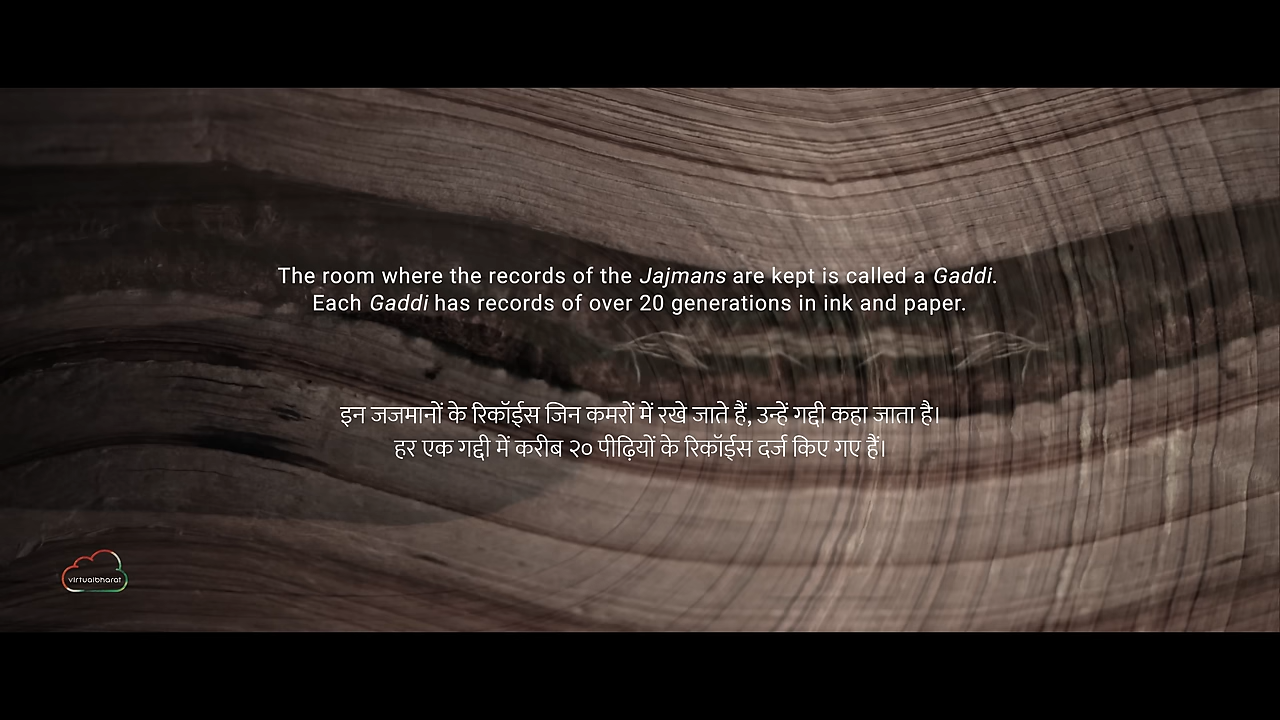 The room where the records of the Jajmans are kept is called a Gaddi.
Each Gaddi has records of over 20 generations in ink and paper.
इन जजमानों के रिकॉर्ड्स जिन कमरों में रखे जाते हैं, उन्हें गद्दी कहा जाता है।
हर एक गद्दी में करीब २० पीढ़ियों के रिकॉर्ड्स दर्ज किए गए हैं।
virtualbharat